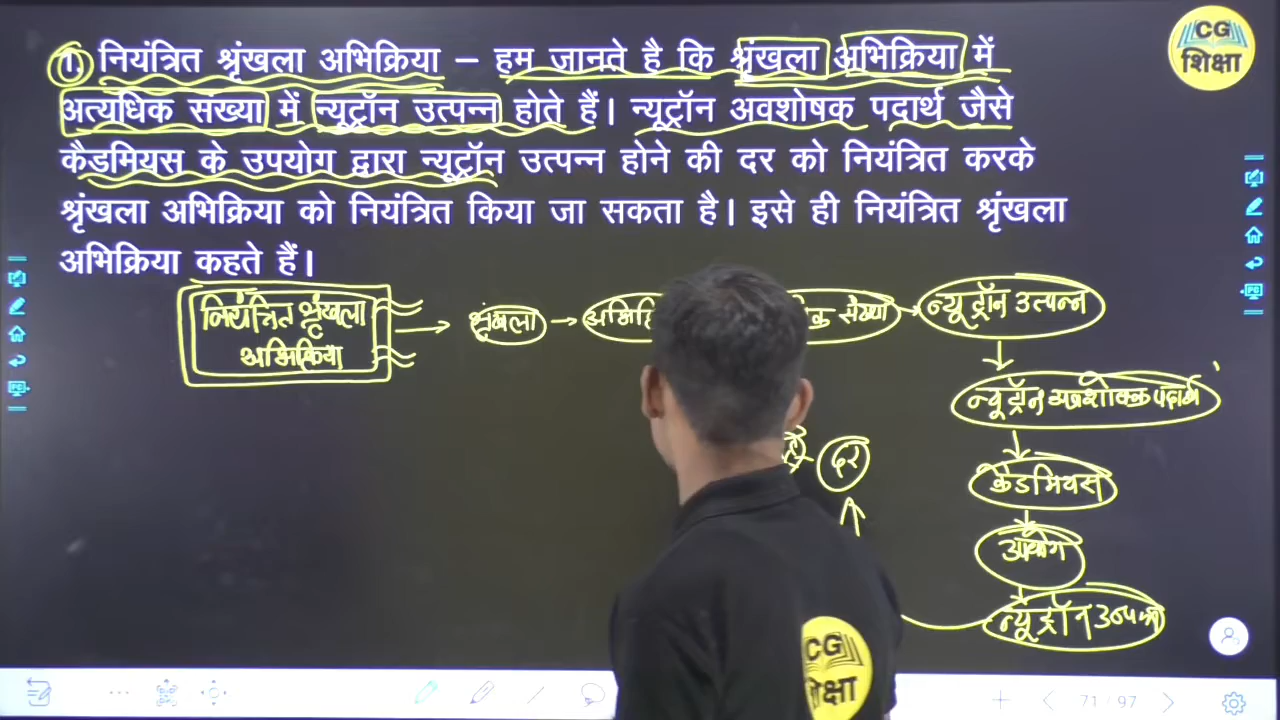 1. नियंत्रित श्रृंखला अभिक्रिया – हम जानते है कि श्रृंखला अभिक्रिया में
अत्यधिक संख्या में न्यूट्रॉन उत्पन्न होते हैं। न्यूट्रॉन अवशोषक पदार्थ जैसे
कैडमियस के उपयोग द्वारा न्यूट्रॉन उत्पन्न होने की दर को नियंत्रित करके
श्रृंखला अभिक्रिया को नियंत्रित किया जा सकता है। इसे ही नियंत्रित श्रृंखला
अभिक्रिया कहते हैं।
CG
शिक्षा
नियंत्रित श्रृंखला
अभिक्रिया
श्रृंखला
संख्या
न्यूट्रॉन उत्पन्न
न्यूट्रॉन अवशोषक पदार्थ
दर
कैडमियस
उपयोग
न्यूट्रॉन उत्पन्न
CG
शिक्षा
71 / 97